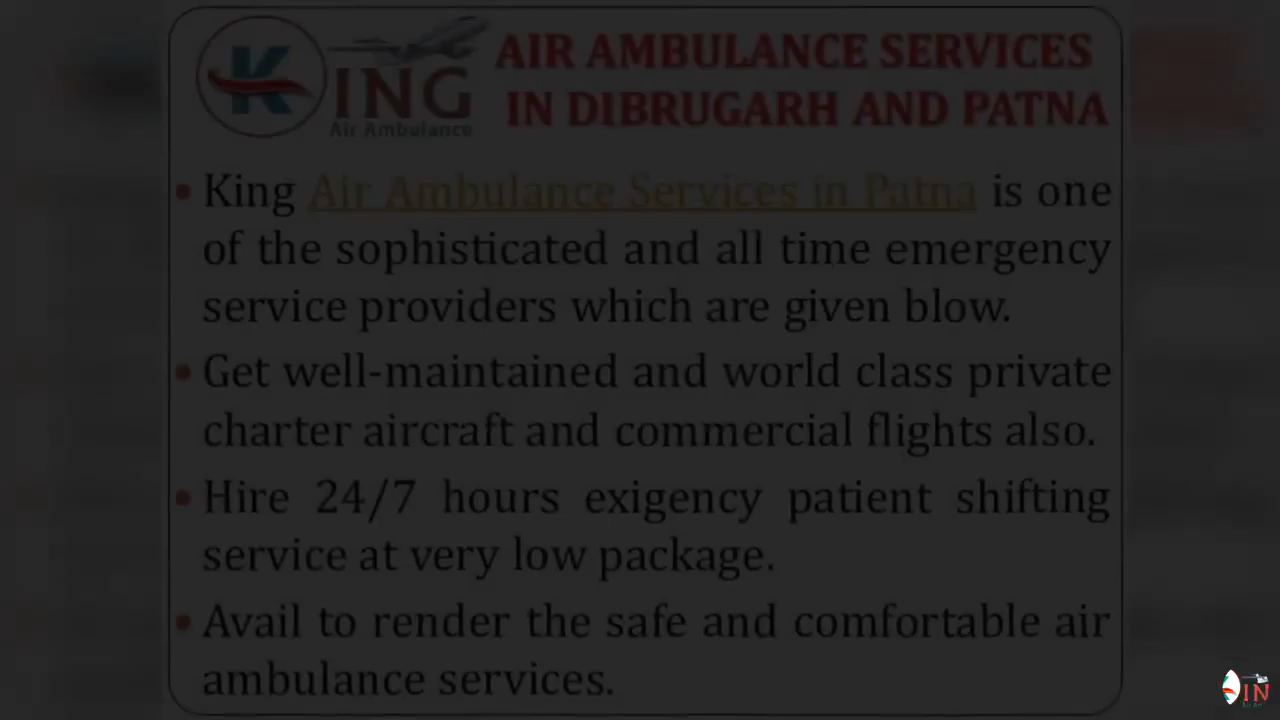 KING
Air Ambulance
AIR AMBULANCE SERVICES
IN DIBRUGARH AND PATNA
• King Air Ambulance Services in Patna is one
of the sophisticated and all time emergency
service providers which are given blow.
• Get well-maintained and world class private
charter aircraft and commercial flights also.
• Hire 24/7 hours exigency patient shifting
service at very low package.
• Avail to render the safe and comfortable air
ambulance services.
IN